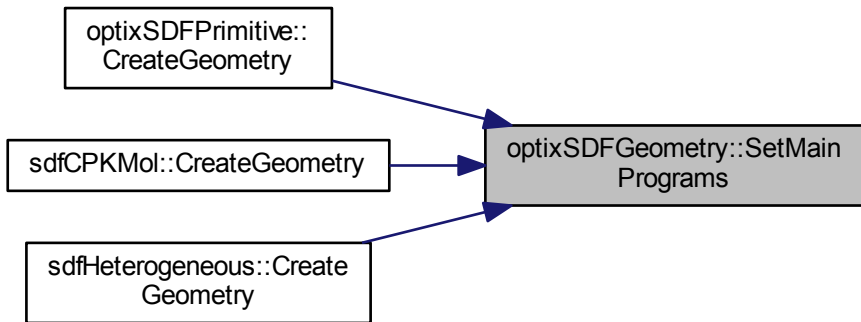 optixSDFPrimitive::
CreateGeometry
sdfCPKMol::CreateGeometry
optixSDFGeometry::SetMain
Programs
sdfHeterogeneous::Create
Geometry